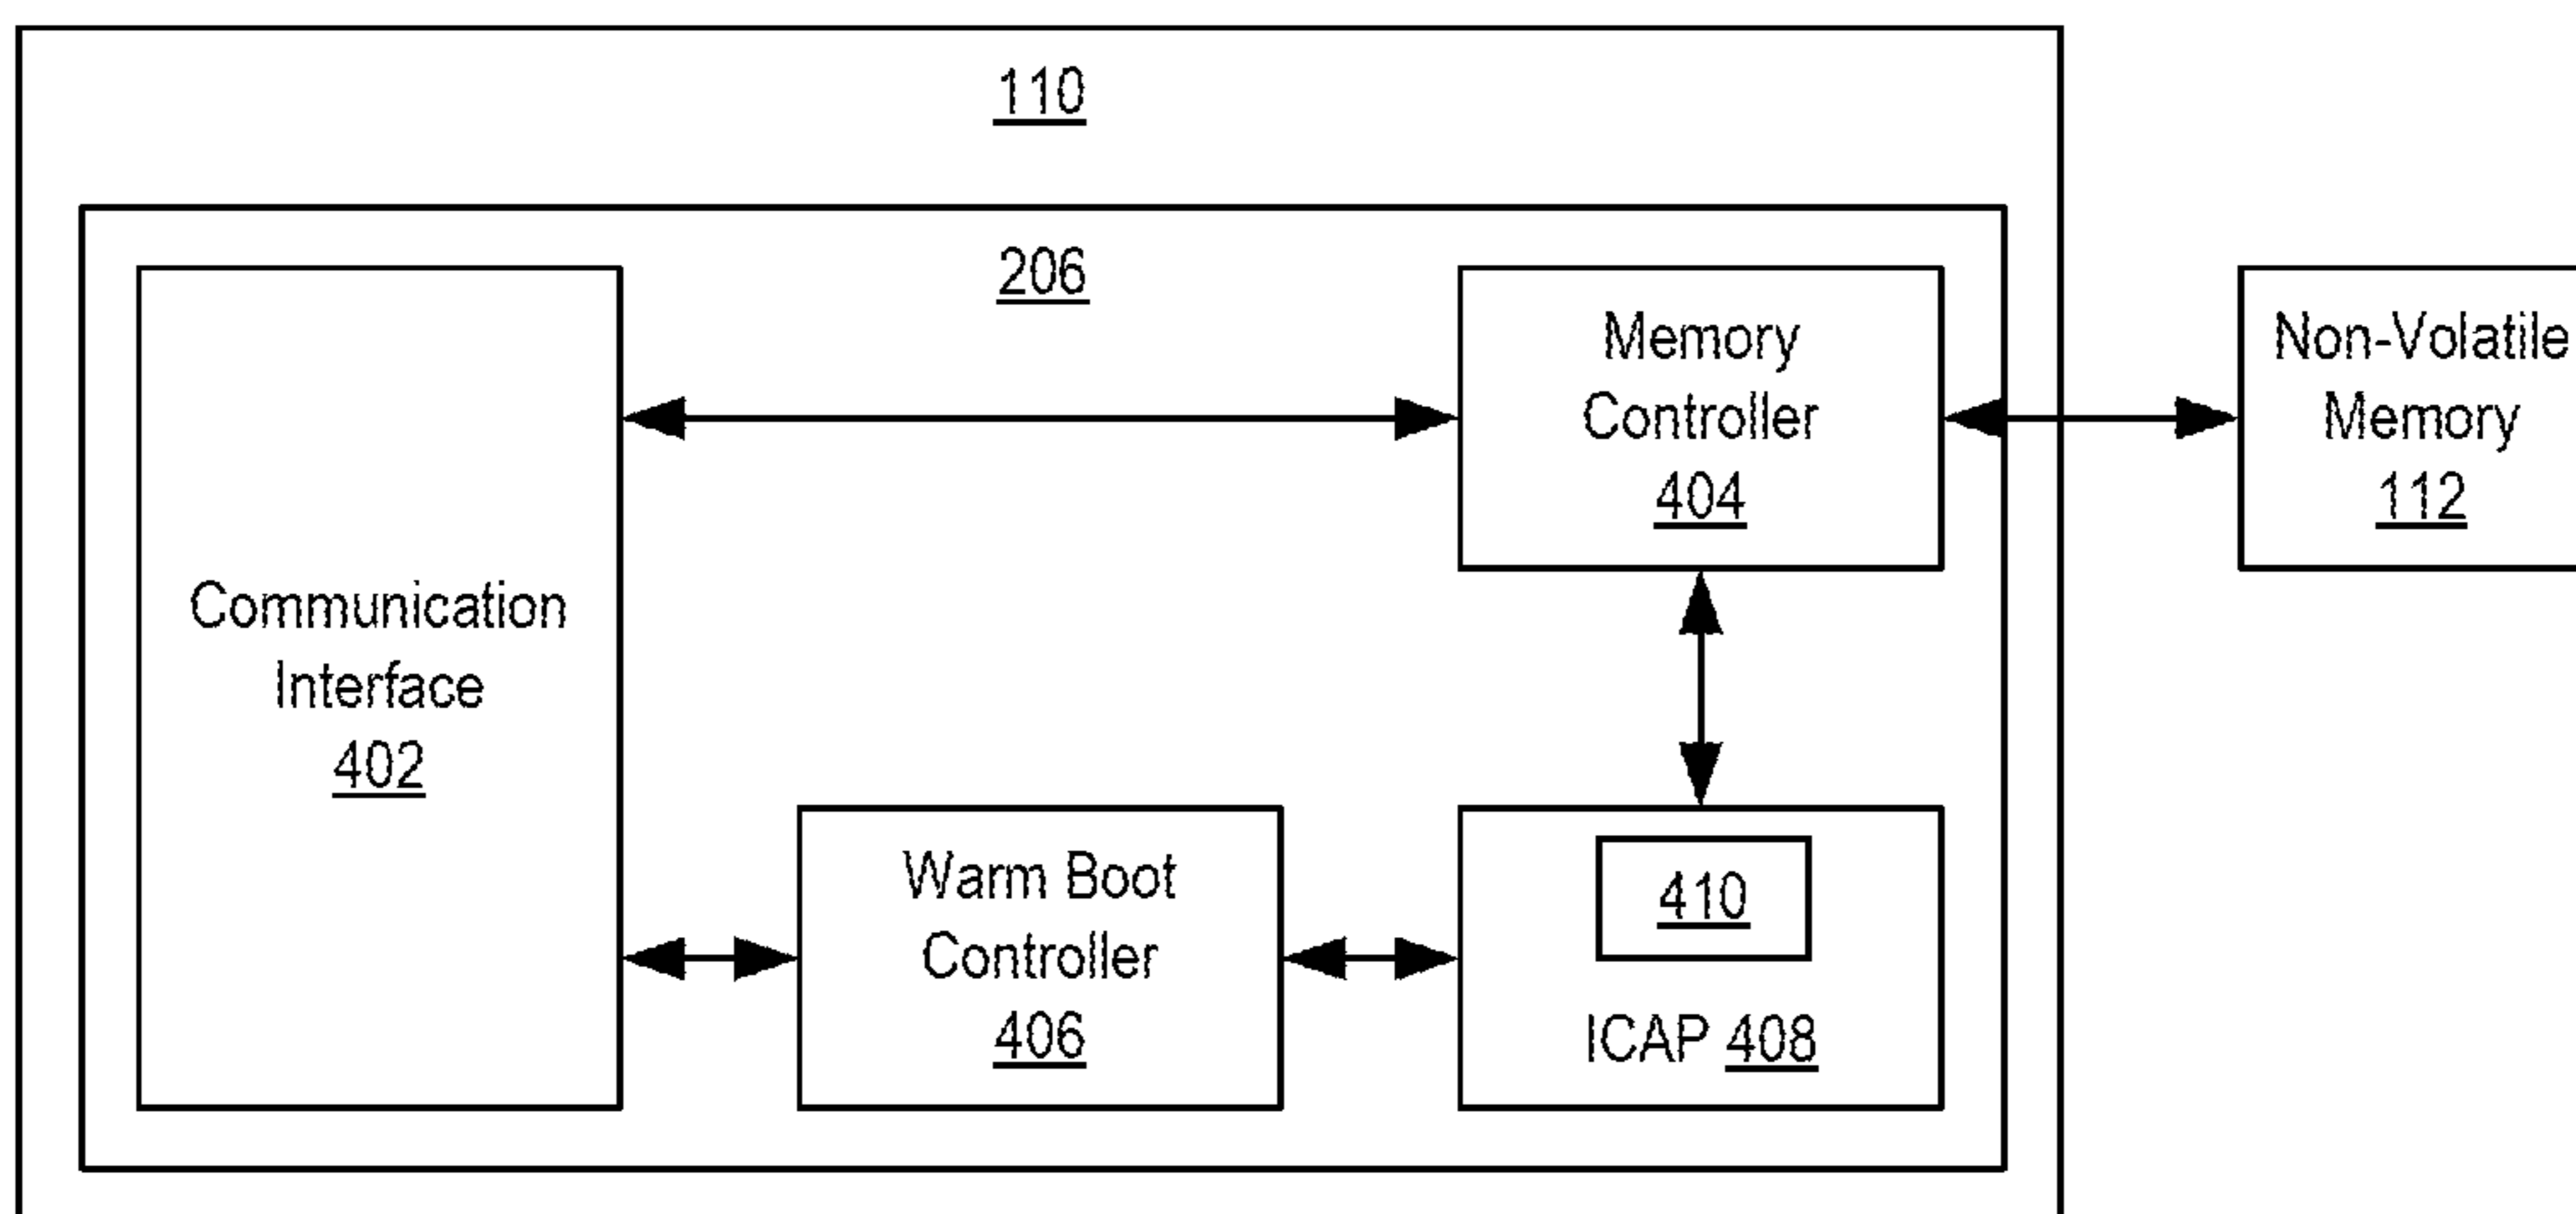 110
206
Communication
Interface
402
Memory
Controller
404
Non-Volatile
Memory
112
Warm Boot
Controller
406
410
ICAP 408